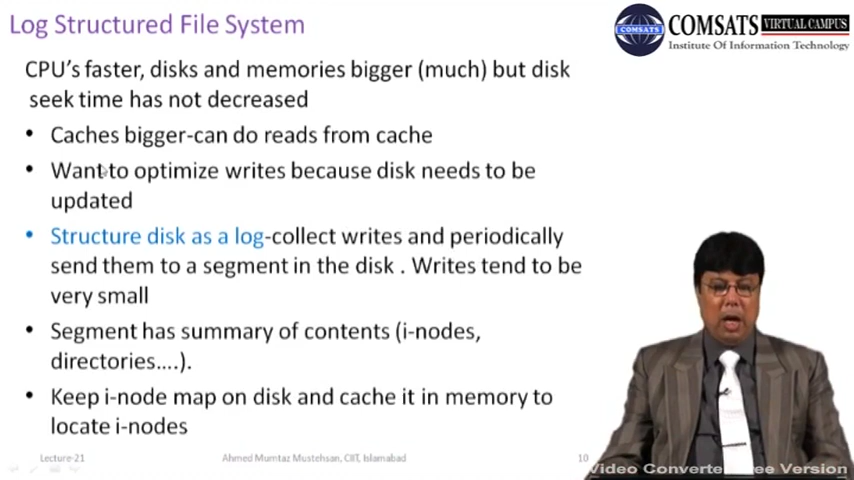 Log Structured File System
COMSATS VIRTUAL CAMPUS
COMSATS
Institute Of Information Technology
CPU's faster, disks and memories bigger (much) but disk
seek time has not decreased
• Caches bigger-can do reads from cache
• Want to optimize writes because disk needs to be
updated
• Structure disk as a log-collect writes and periodically
send them to a segment in the disk . Writes tend to be
very small
• Segment has summary of contents (i-nodes,
directories....).
• Keep i-node map on disk and cache it in memory to
locate i-nodes
Lecture-21
Ahmed Mumtaz Mustehsan, CIIT, Islamabad
10
Video Converter Free Version